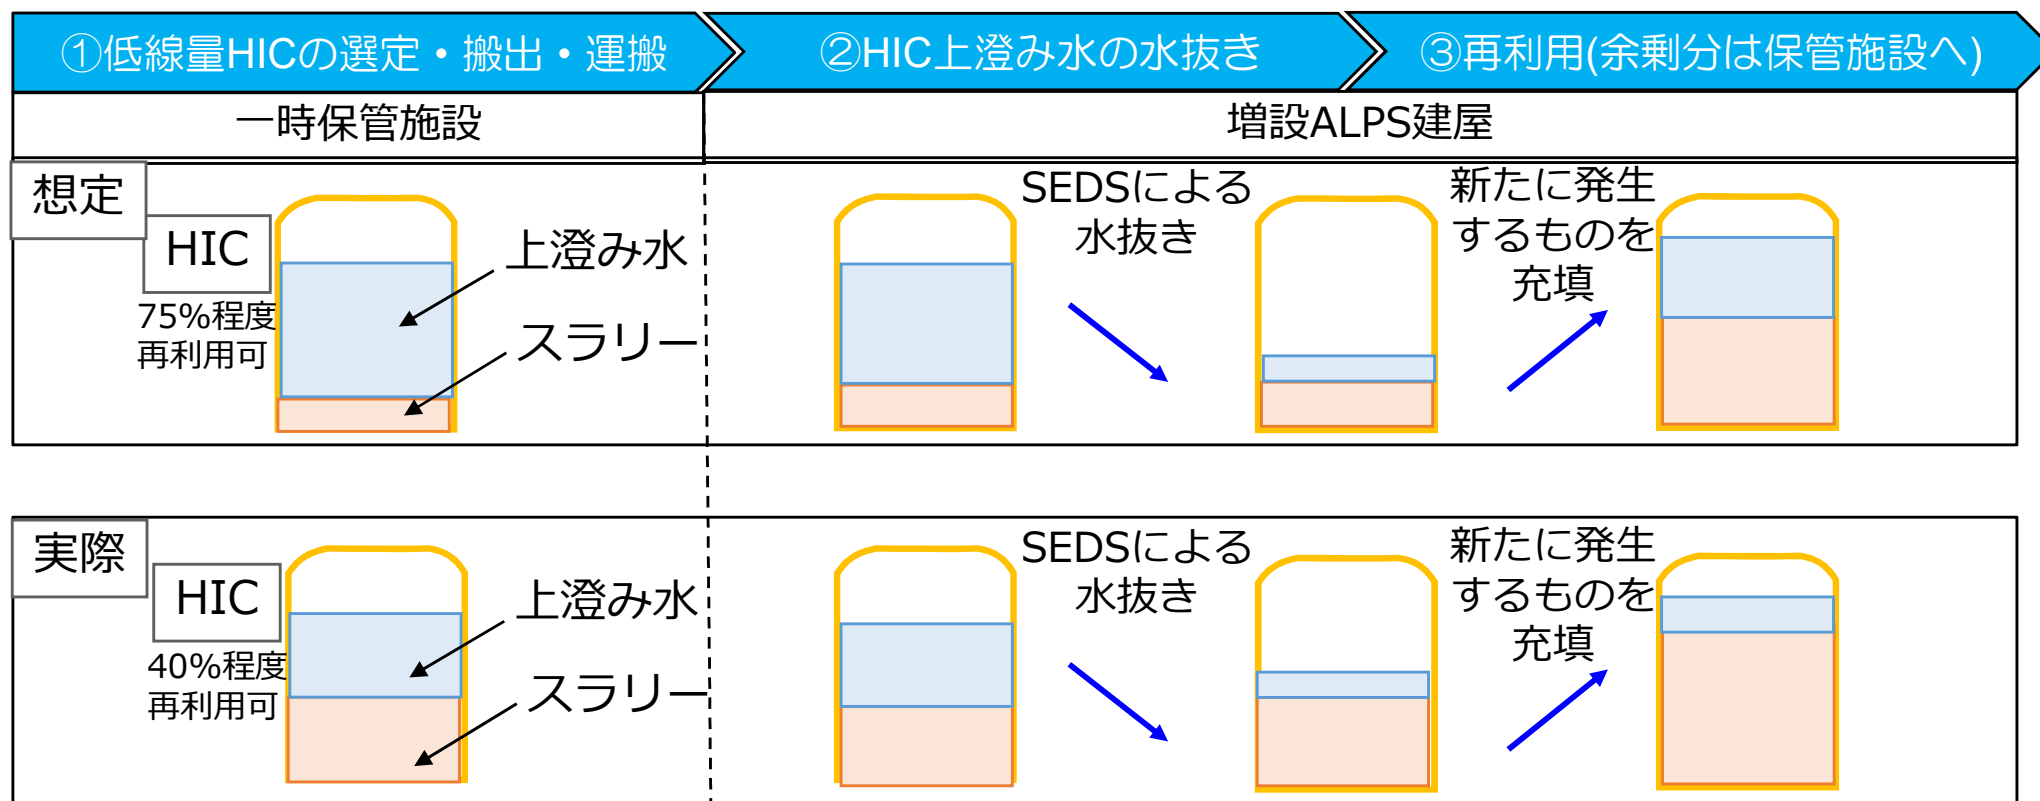 ①低線量HICの選定・搬出・運搬
②HIC上澄み水の水抜き
③再利用(余剰分は保管施設へ)
一時保管施設
増設ALPS建屋
想定
HIC
75%程度
再利用可
上澄み水
スラリー
SEDSによる
水抜き
新たに発生
するものを
充填
実際
HIC
40%程度
再利用可
上澄み水
スラリー
SEDSによる
水抜き
新たに発生
するものを
充填